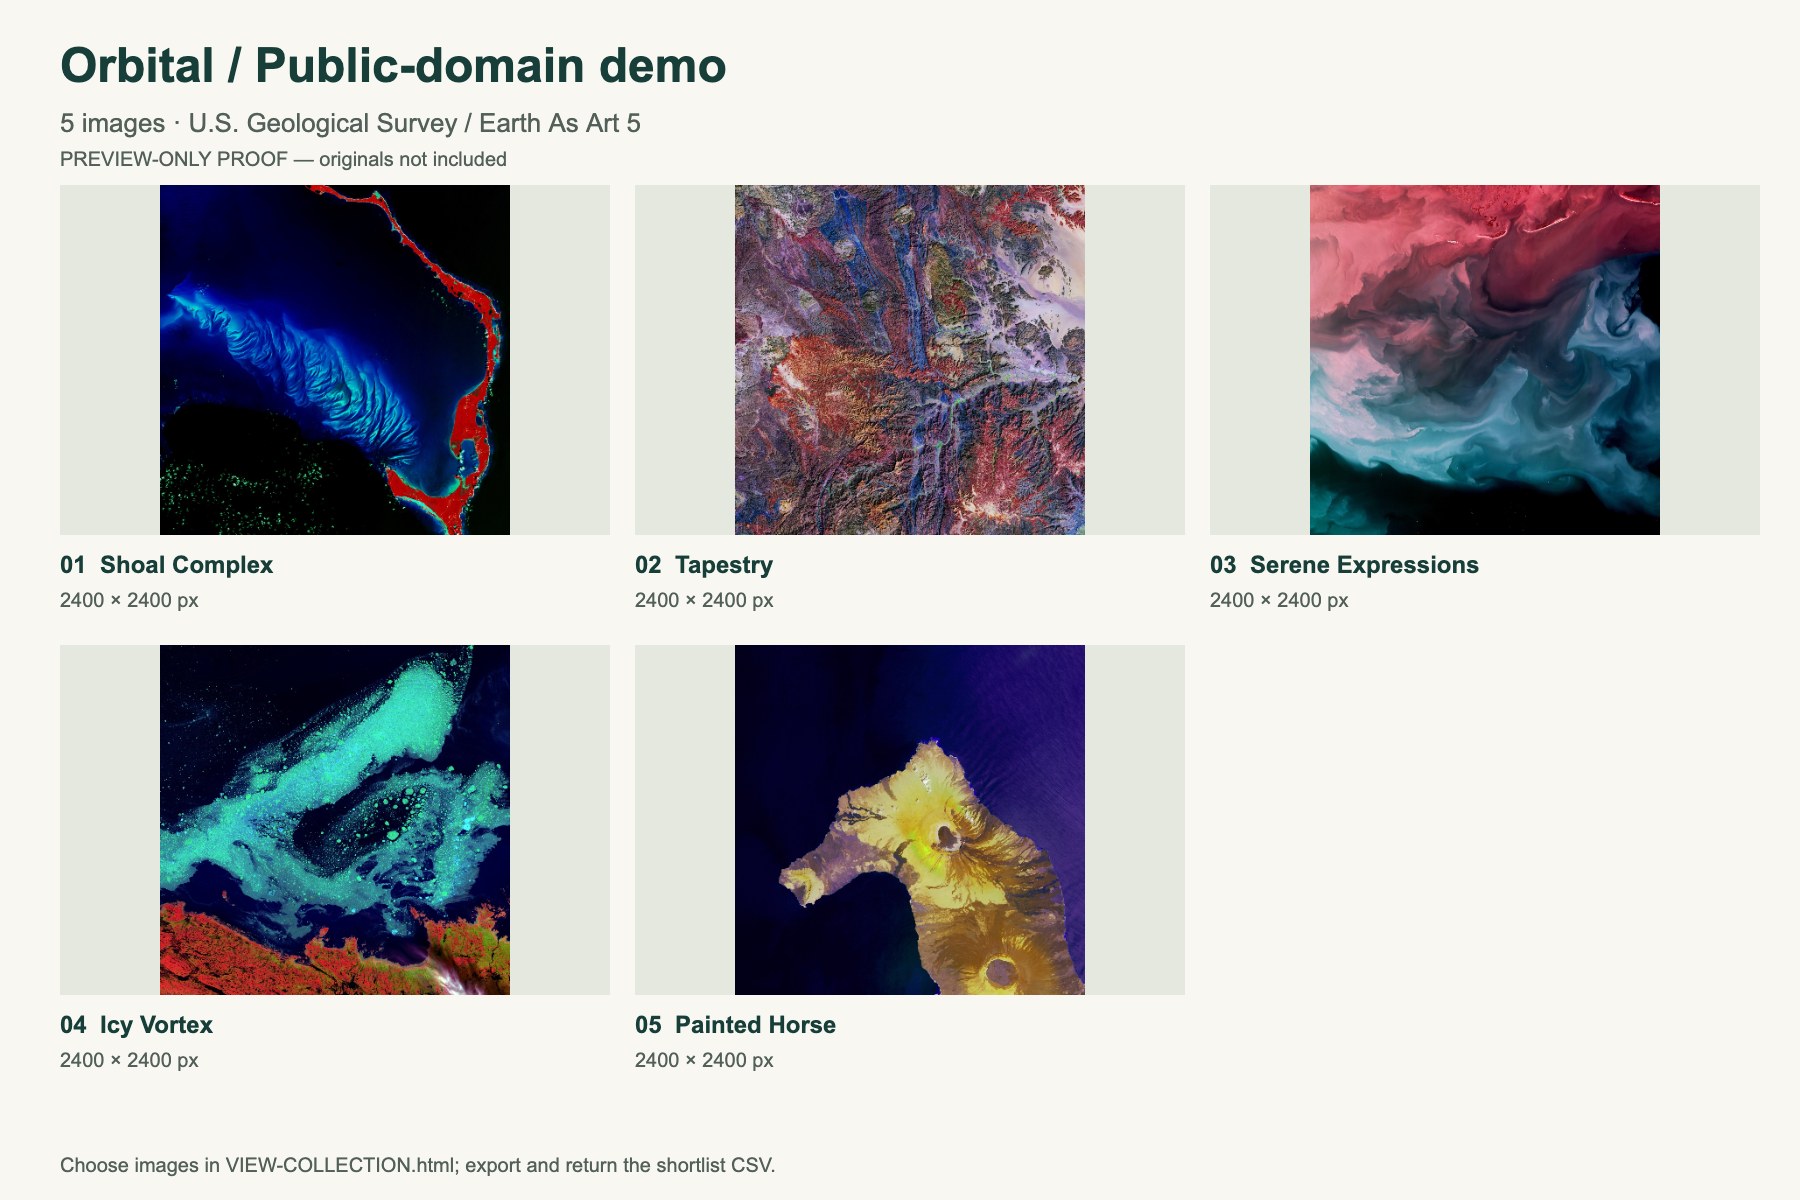 Orbital / Public-domain demo
5 images · U.S. Geological Survey / Earth As Art 5
PREVIEW-ONLY PROOF — originals not included
01 Shoal Complex
2400 × 2400 px
02 Tapestry
2400 × 2400 px
03 Serene Expressions
2400 × 2400 px
04 Icy Vortex
2400 × 2400 px
05 Painted Horse
2400 × 2400 px
Choose images in VIEW-COLLECTION.html; export and return the shortlist CSV.